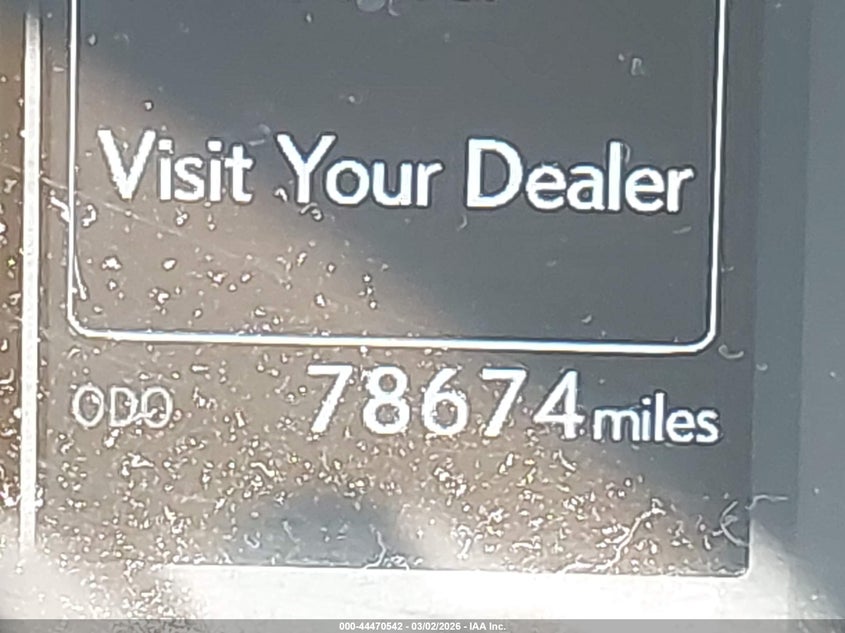 Visit Your Dealer
ODO 78674 miles
000-44470542 - 03/02/2026 - IAA Inc.